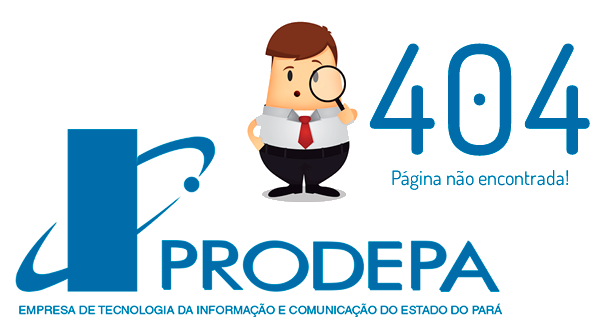 404
Página não encontrada!
PRODEPA
EMPRESA DE TECNOLOGIA DA INFORMAÇÃO E COMUNICAÇÃO DO ESTADO DO PARÁ